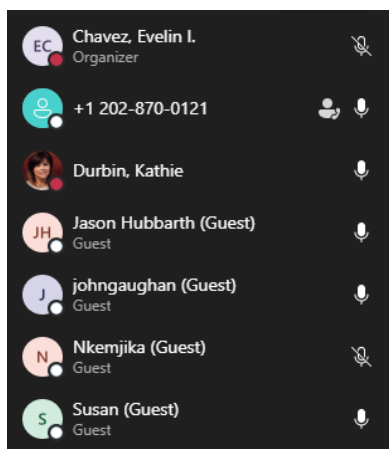 EC
Chavez, Evelin I.
Organizer
+1 202-870-0121
Durbin, Kathie
JH
Jason Hubbarth (Guest)
Guest
J
johngaughan (Guest)
Guest
N
Nkemjika (Guest)
Guest
S
Susan (Guest)
Guest